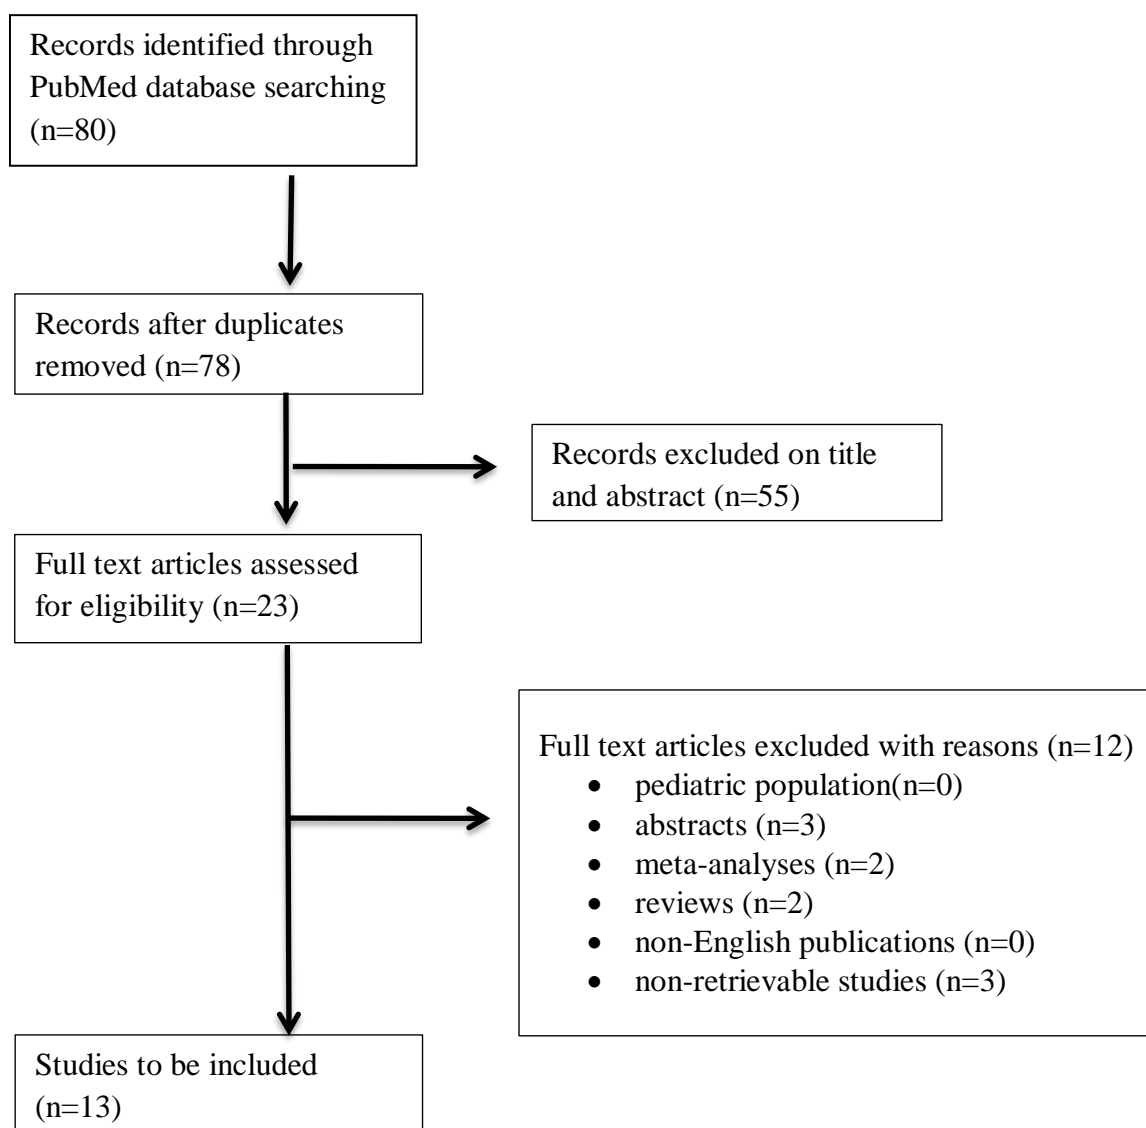 Records identified through
PubMed database searching
(n=80)
Records after duplicates
removed (n=78)
Records excluded on title
and abstract (n=55)
Full text articles assessed
for eligibility (n=23)
Full text articles excluded with reasons (n=12)
• pediatric population(n=0)
• abstracts (n=3)
• meta-analyses (n=2)
• reviews (n=2)
• non-English publications (n=0)
• non-retrievable studies (n=3)
Studies to be included
(n=13)